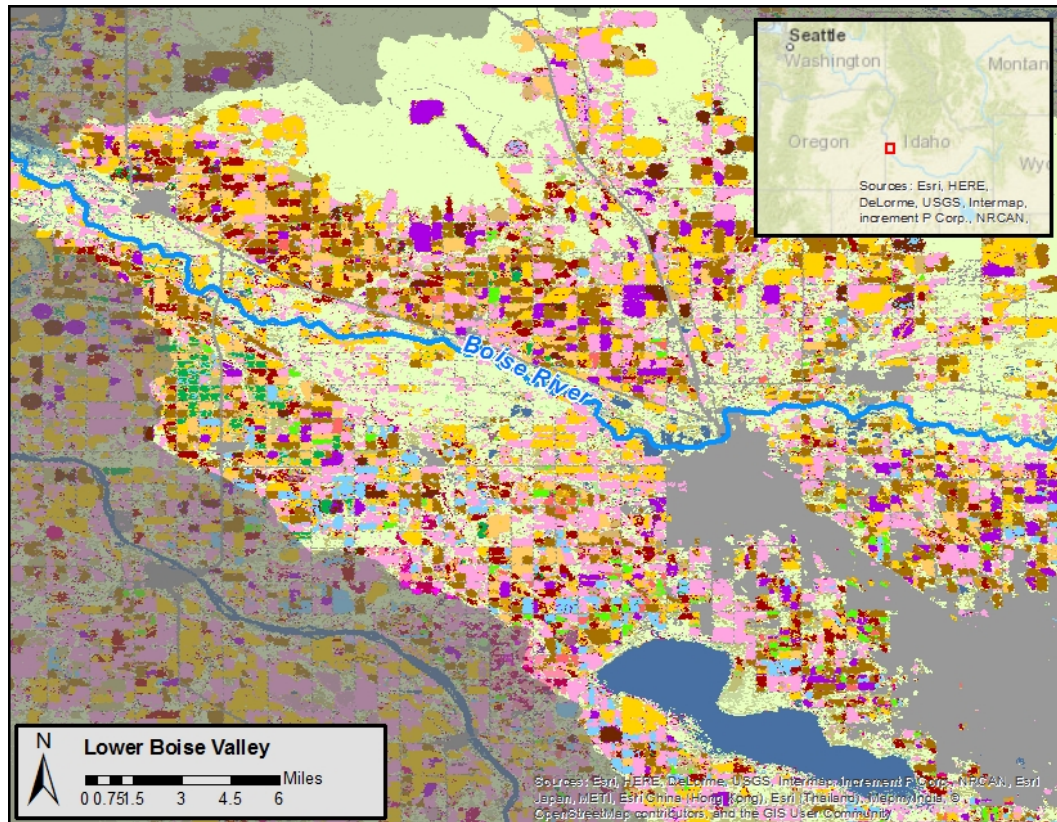 Seattle
Washington
Montan
Oregon
Idaho
Wyo
Sources: Esri, HERE,
DeLorme, USGS, Intermap,
increment P Corp., NRCAN,
Boise River
N
Lower Boise Valley
Miles
0 0.75 1.5 3 4.5 6
Sources: Esri, HERE, DeLorme, USGS, Intermap, increment P Corp., NRCAN, Esri
Japan, METI, Esri China (Hong Kong), Esri (Thailand), MapmyIndia, ©
OpenStreetMap contributors, and the GIS User Community